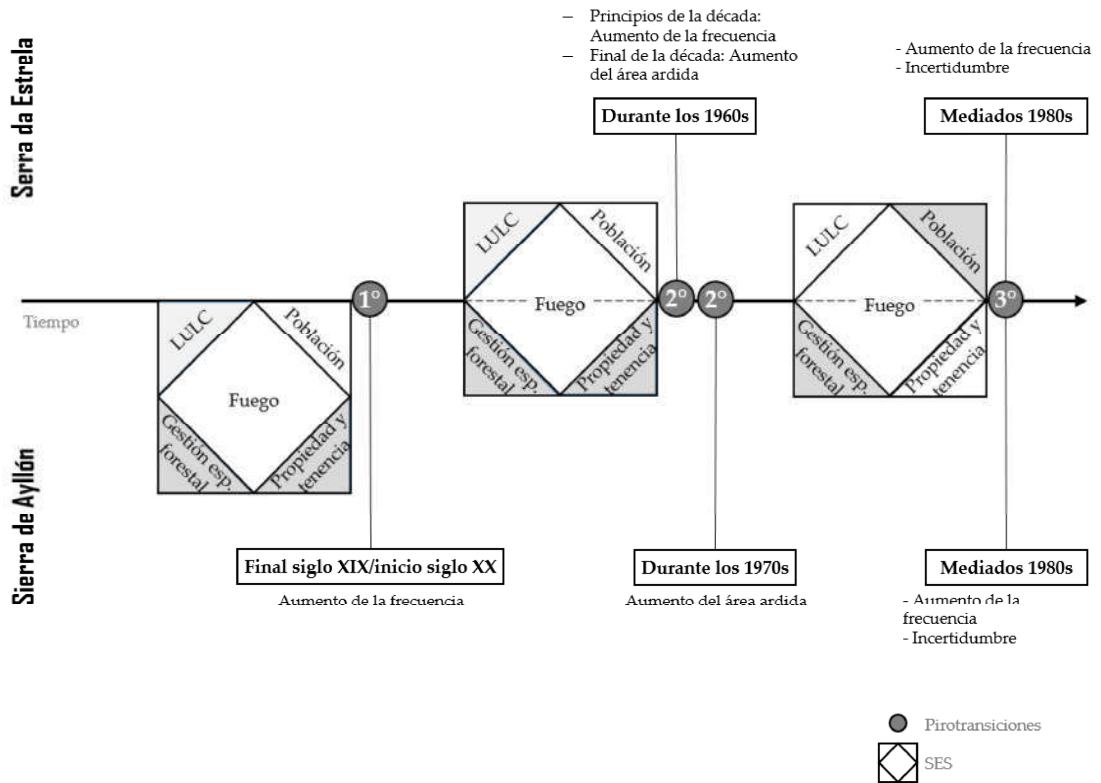 Serra da Estrela
– Principios de la década:
Aumento de la frecuencia
– Final de la década: Aumento
del área ardida
Durante los 1960s
- Aumento de la frecuencia
- Incertidumbre
Mediados 1980s
LULC
Población
Fuego
Gestión esp.
forestal
Propiedad y
tenencia
LULC
Población
Fuego
Gestión esp.
forestal
Propiedad y
tenencia
LULC
Población
Fuego
Gestión esp.
forestal
Propiedad y
tenencia
1º
2º
2º
3º
Tiempo
Sierra de Ayllón
Final siglo XIX/inicio siglo XX
Aumento de la frecuencia
Durante los 1970s
Aumento del área ardida
Mediados 1980s
- Aumento de la
frecuencia
- Incertidumbre
Pirotransiciones
SES